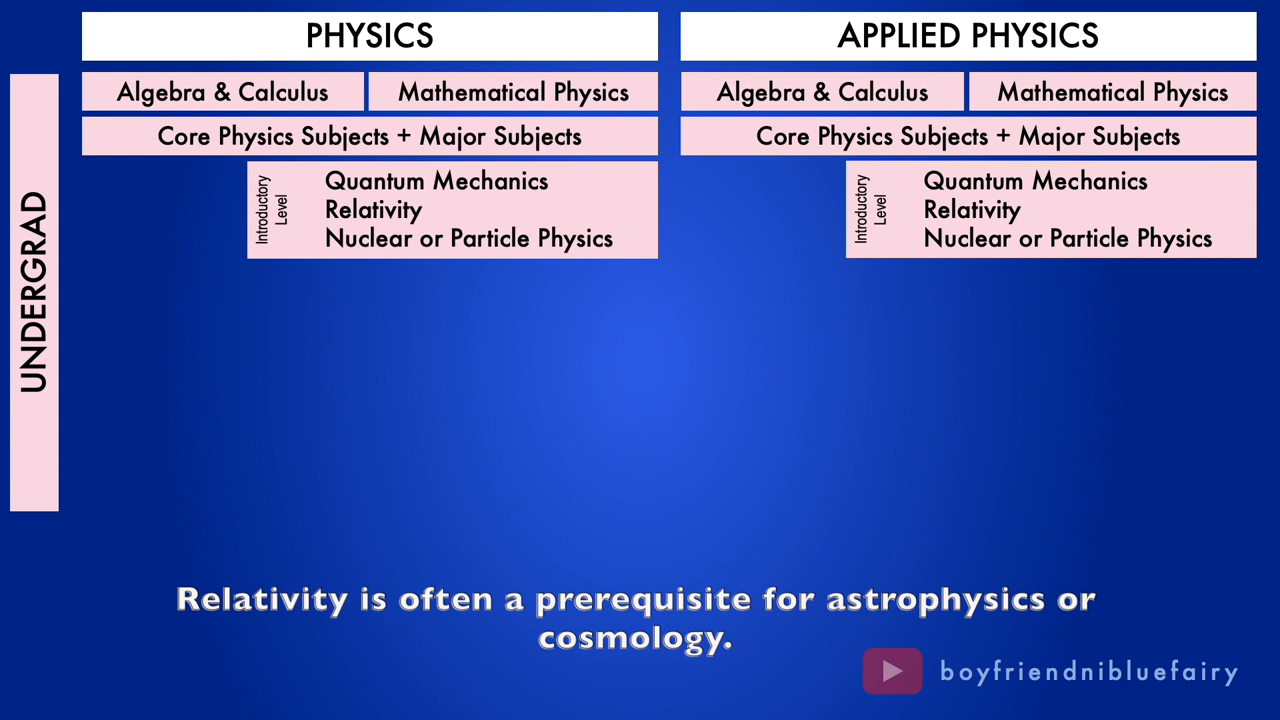 PHYSICS
APPLIED PHYSICS
UNDERGRAD
Algebra & Calculus
Mathematical Physics
Algebra & Calculus
Mathematical Physics
Core Physics Subjects + Major Subjects
Core Physics Subjects + Major Subjects
Introductory
Level
Quantum Mechanics
Relativity
Nuclear or Particle Physics
Introductory
Level
Quantum Mechanics
Relativity
Nuclear or Particle Physics
Relativity is often a prerequisite for astrophysics or
cosmology.
boyfriendnibluefairy